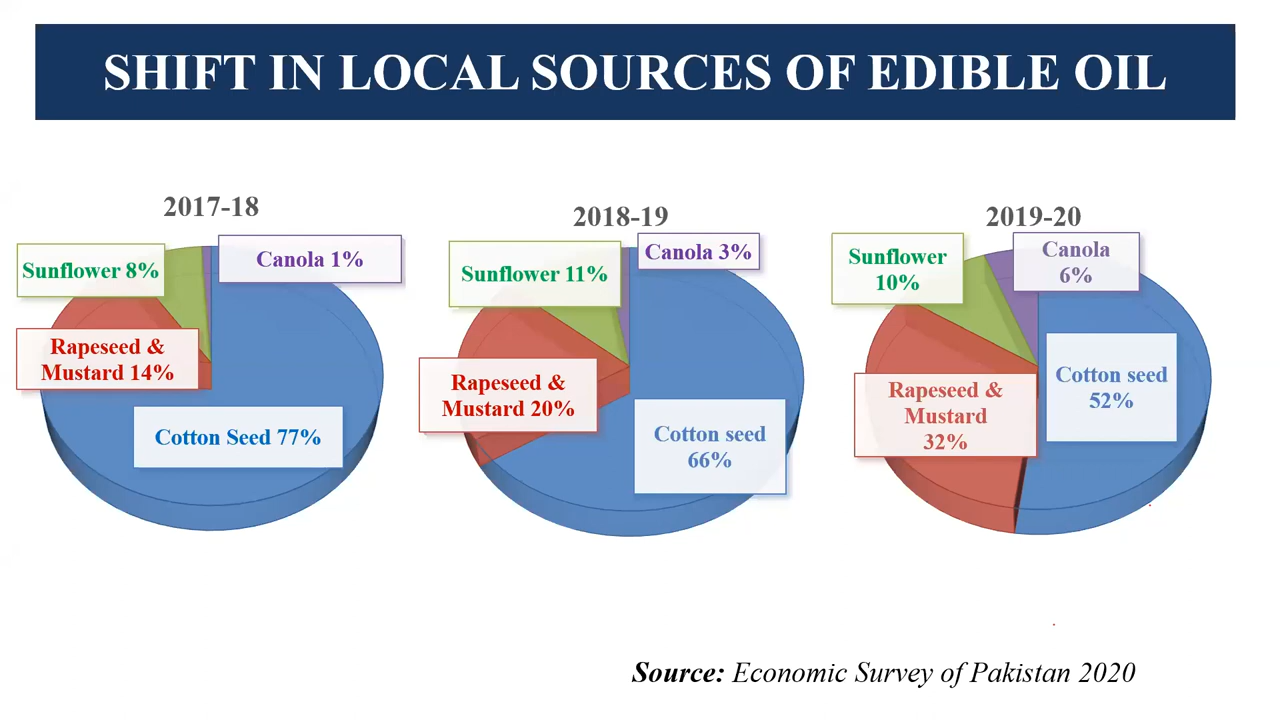 SHIFT IN LOCAL SOURCES OF EDIBLE OIL
2017-18
Sunflower 8%
Canola 1%
Rapeseed &
Mustard 14%
Cotton Seed 77%
2018-19
Sunflower 11%
Canola 3%
Rapeseed &
Mustard 20%
Cotton seed
66%
2019-20
Sunflower
10%
Canola
6%
Rapeseed &
Mustard
32%
Cotton seed
52%
Source: Economic Survey of Pakistan 2020